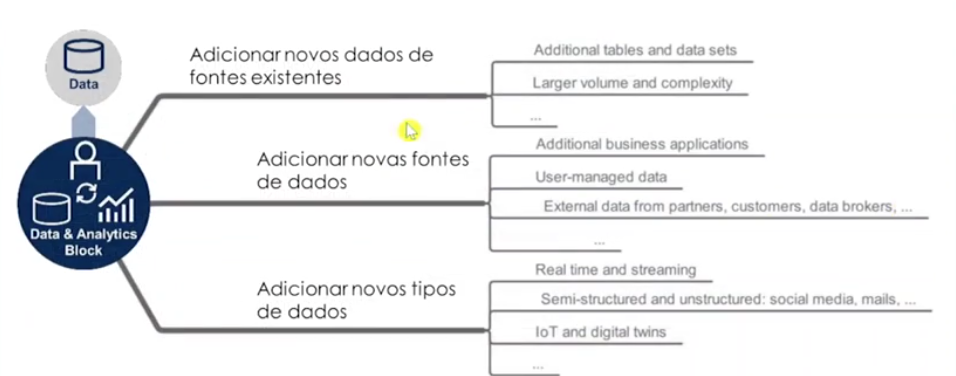 Data
Data & Analytics
Block
Adicionar novos dados de
fontes existentes
Additional tables and data sets
Larger volume and complexity
...
Adicionar novas fontes
de dados
Additional business applications
User-managed data
External data from partners, customers, data brokers, ...
...
Adicionar novos tipos
de dados
Real time and streaming
Semi-structured and unstructured: social media, mails, ...
IoT and digital twins
...